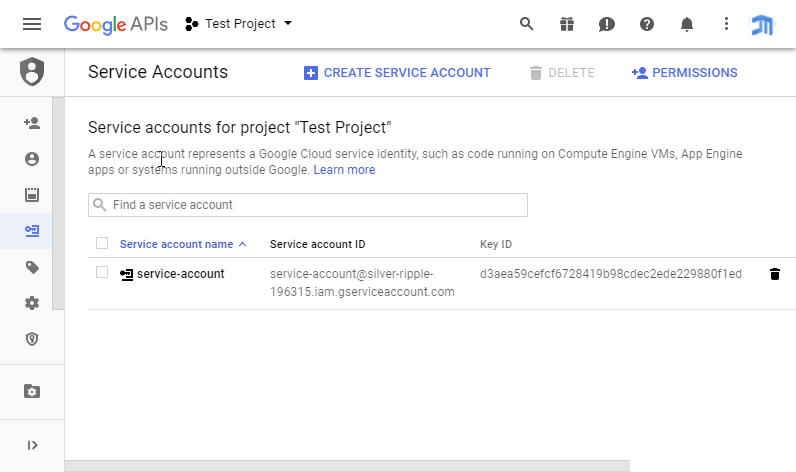 Google APIs Test Project
Service Accounts CREATE SERVICE ACCOUNT DELETE PERMISSIONS
Service accounts for project "Test Project"
A service account represents a Google Cloud service identity, such as code running on Compute Engine VMs, App Engine
apps or systems running outside Google. Learn more
Find a service account
Service account name Service account ID Key ID
service-account service-account@silver-ripple- d3aea59cefcf6728419b98cdec2ede229880f1ed
196315.iam.gserviceaccount.com